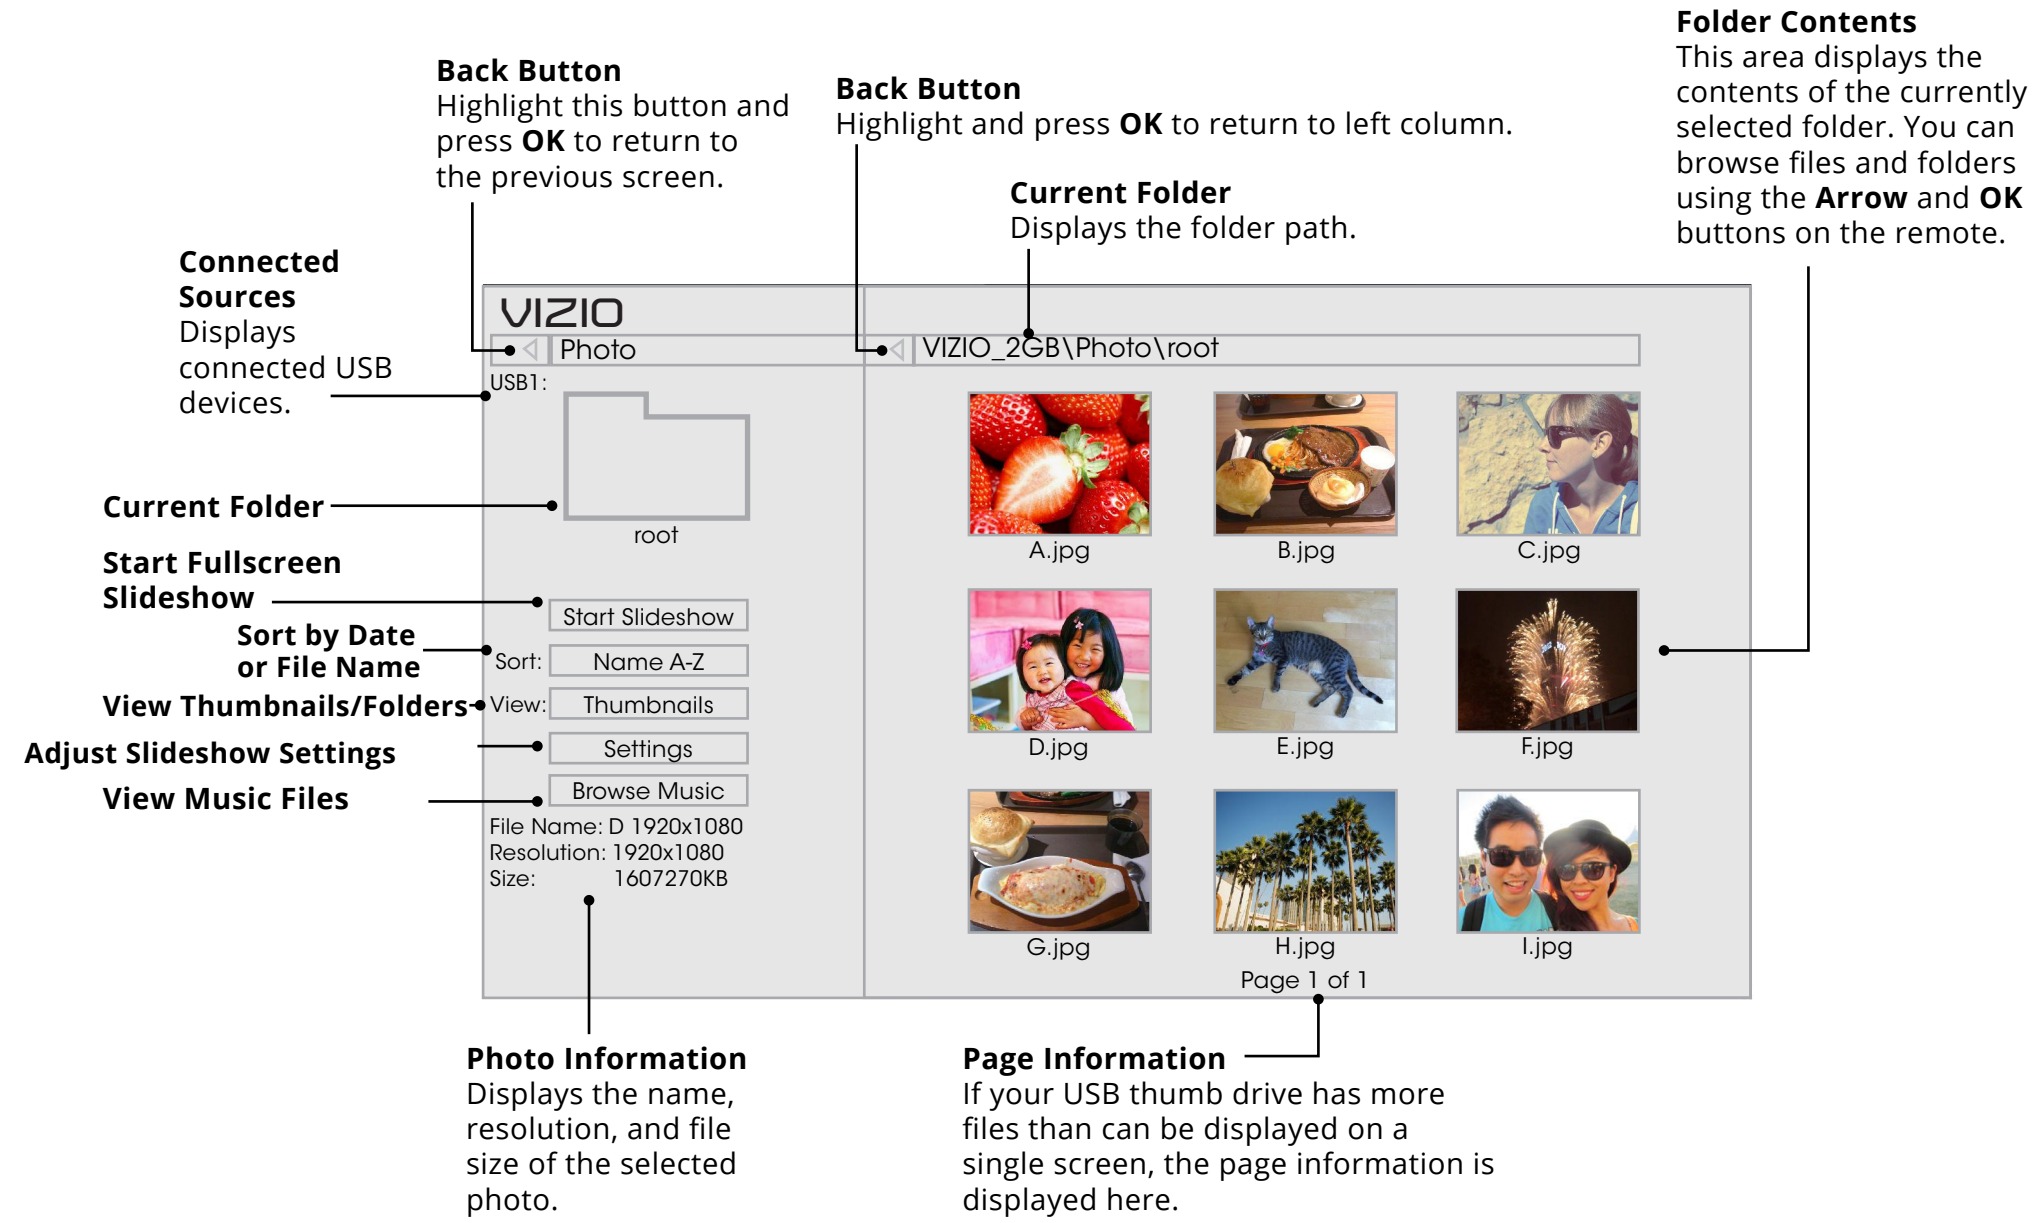 Folder Contents
This area displays the
contents of the currently
selected folder. You can
browse files and folders
using the Arrow and OK
buttons on the remote.
Back Button
Highlight this button and
press OK to return to
the previous screen.
Back Button
Highlight and press OK to return to left column.
Current Folder
Displays the folder path.
Connected
Sources
Displays
connected USB
devices.
Current Folder
Start Fullscreen
Slideshow
Sort by Date
or File Name
View Thumbnails/Folders
Adjust Slideshow Settings
View Music Files
VIZIO
Photo
USB1:
root
Start Slideshow
Sort: Name A-Z
View: Thumbnails
Settings
Browse Music
File Name: D 1920x1080
Resolution: 1920x1080
Size: 1607270KB
VIZIO_2GB\Photo\root
A.jpg
B.jpg
C.jpg
D.jpg
E.jpg
F.jpg
G.jpg
H.jpg
I.jpg
Page 1 of 1
Photo Information
Displays the name,
resolution, and file
size of the selected
photo.
Page Information
If your USB thumb drive has more
files than can be displayed on a
single screen, the page information is
displayed here.